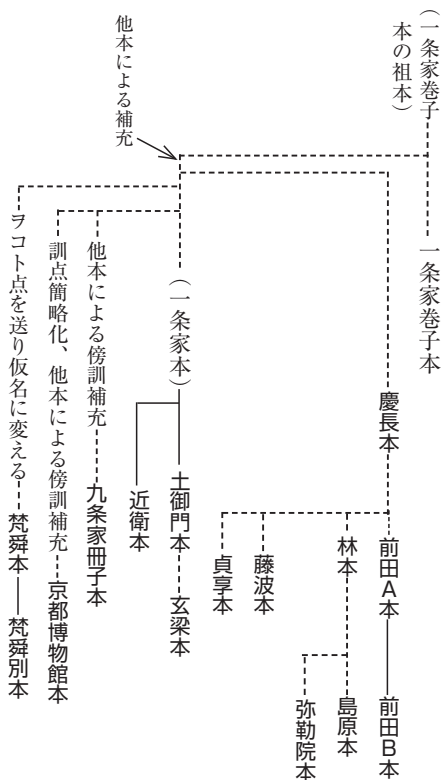 （一条家巻子
本の祖本）
一条家巻子本
慶長本
前田Ａ本
前田Ｂ本
林本
島原本
弥勒院本
藤波本
貞享本
他本による補充
（一条家本）
土御門本
玄梁本
近衛本
他本による傍訓補充
九条家冊子本
訓点簡略化、他本による傍訓補充
京都博物館本
ヲコト点を送り仮名に変える
梵舜本
梵舜別本